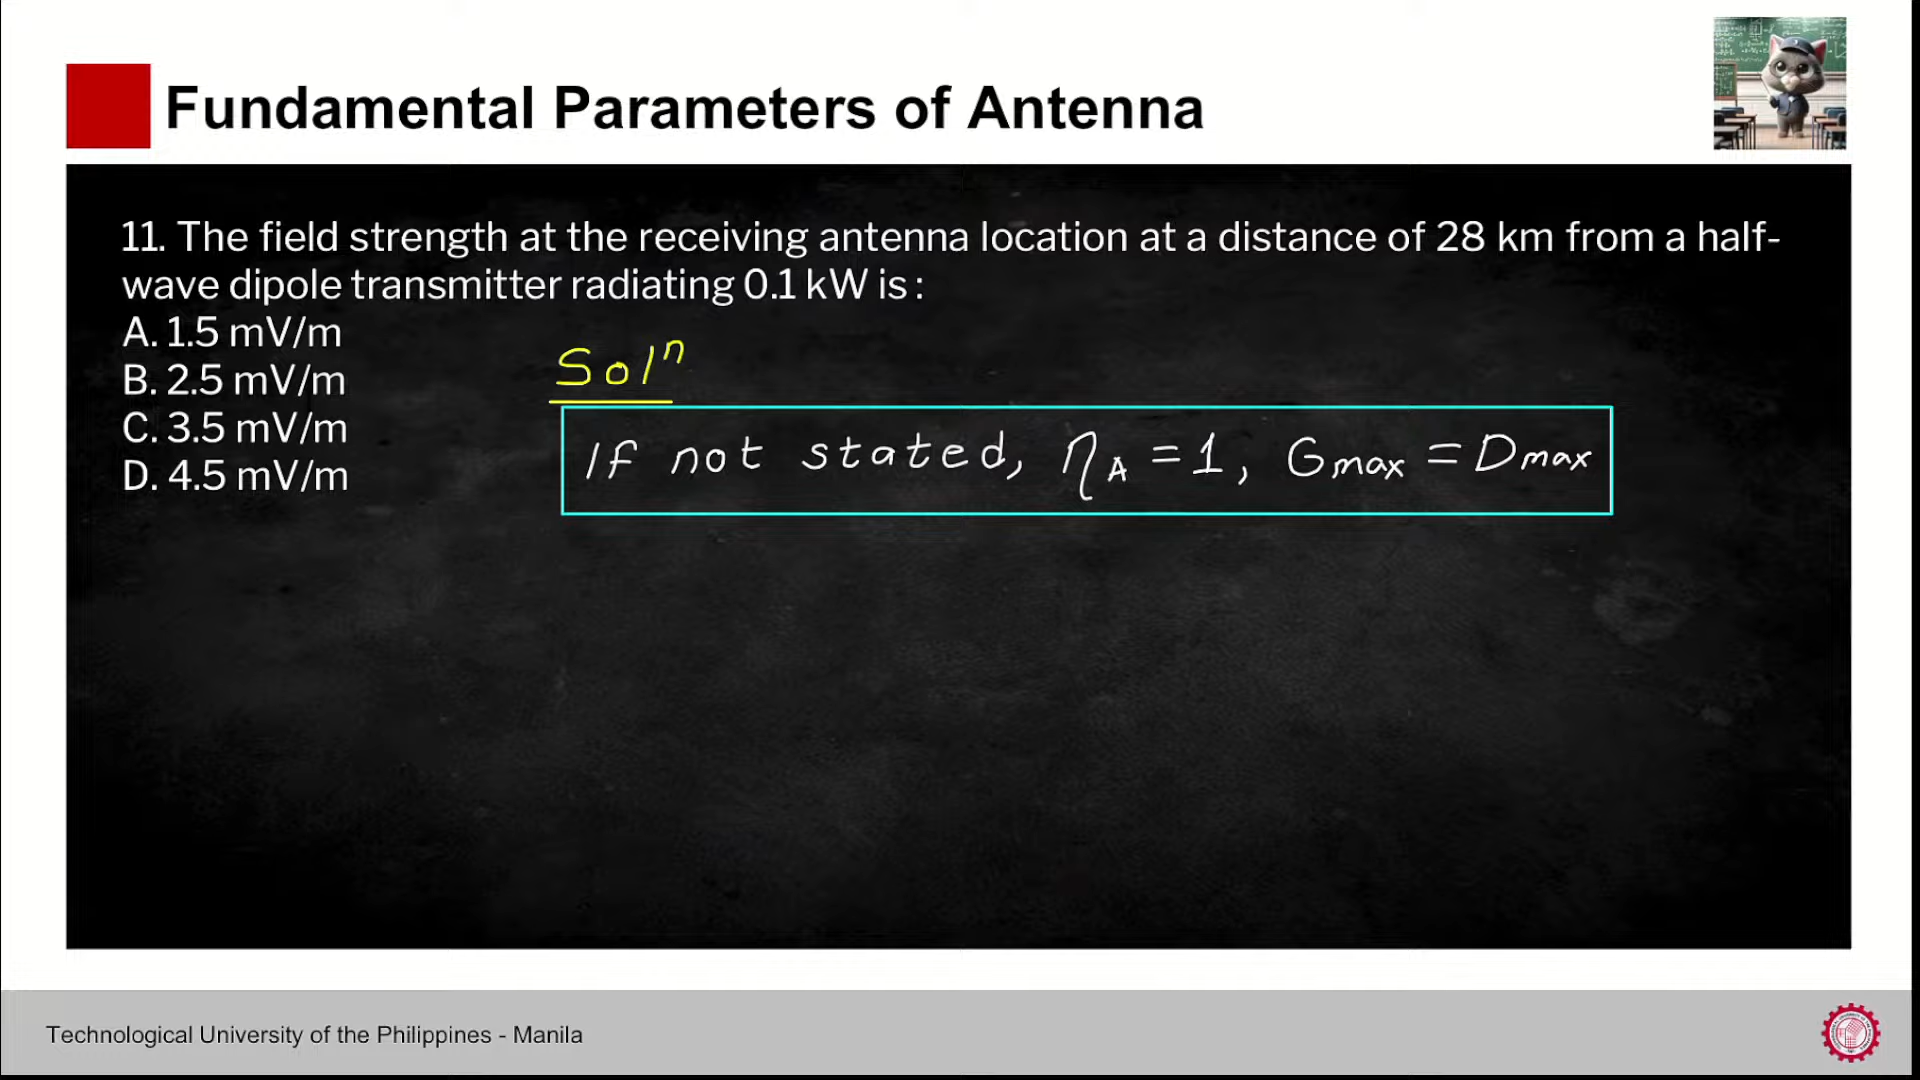 Fundamental Parameters of Antenna
11. The field strength at the receiving antenna location at a distance of 28 km from a half-
wave dipole transmitter radiating 0.1 kW is :
A. 1.5 mV/m
B. 2.5 mV/m
C. 3.5 mV/m
D. 4.5 mV/m
Solⁿ
If not stated, η_A = 1, Gmax = Dmax
Technological University of the Philippines - Manila